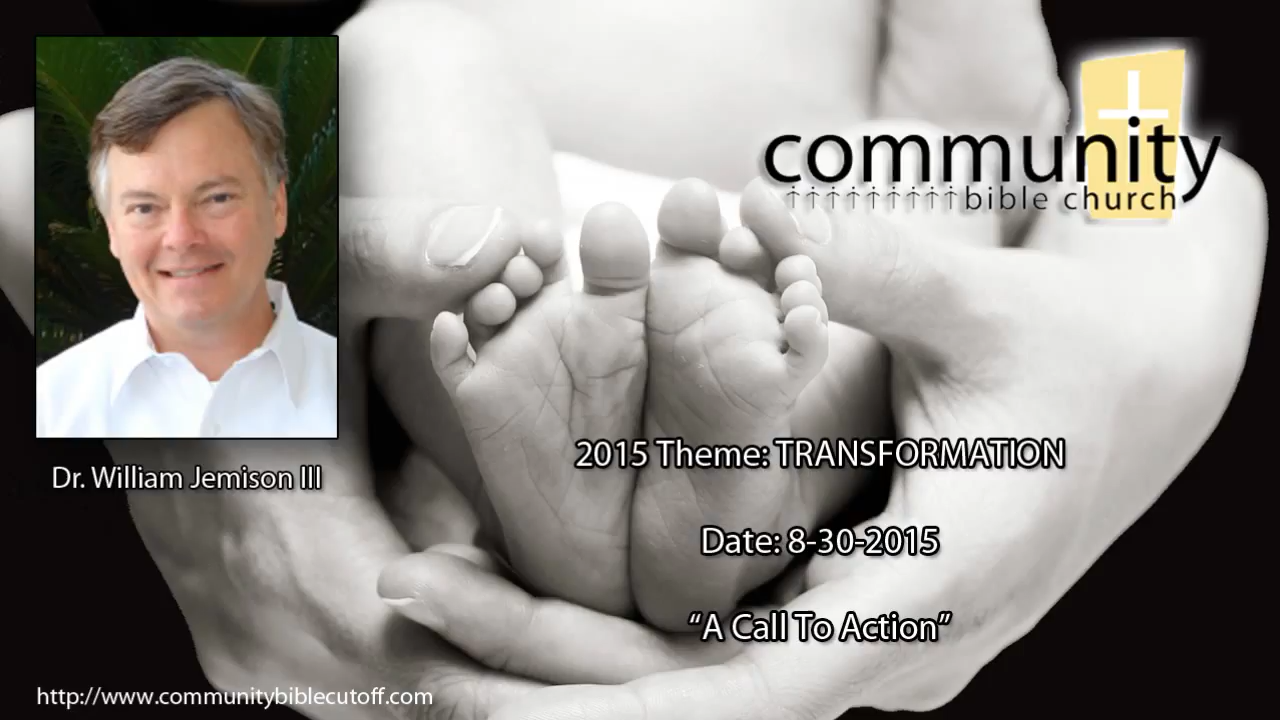 community
bible church
Dr. William Jemison III
2015 Theme: TRANSFORMATION
Date: 8-30-2015
“A Call To Action”
http://www.communitybiblecutoff.com